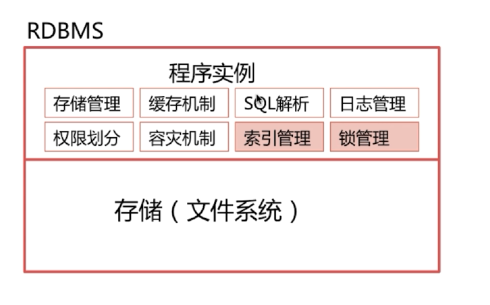 RDBMS
程序实例
存储管理 缓存机制 SQL解析 日志管理
权限划分 容灾机制 索引管理 锁管理
存储（文件系统）